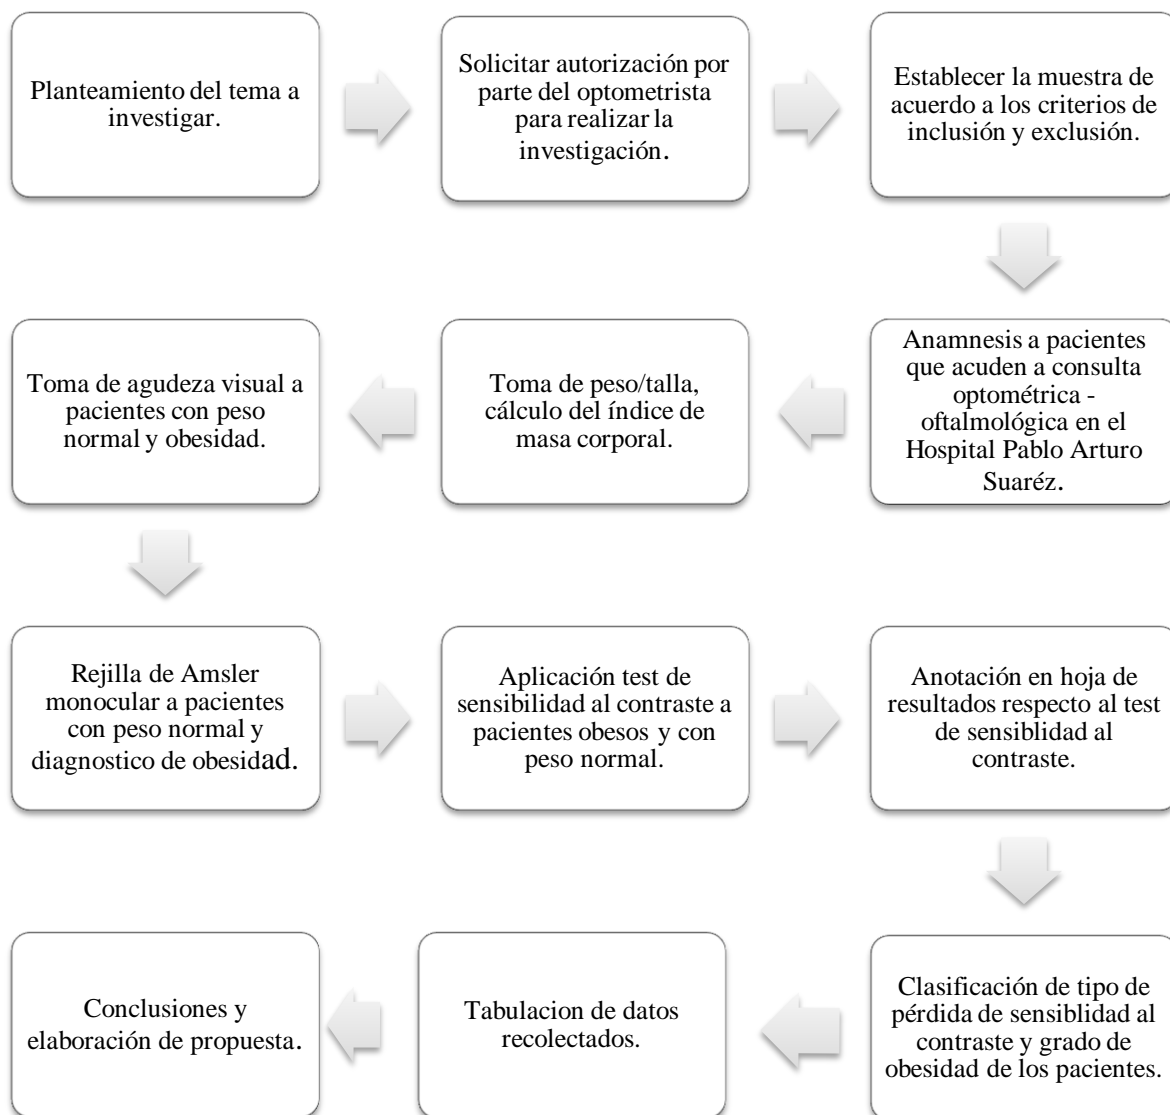 Planteamiento del tema a
investigar.
Solicitar autorización por
parte del optometrista
para realizar la
investigación.
Establecer la muestra de
acuerdo a los criterios de
inclusión y exclusión.
Anamnesis a pacientes
que acuden a consulta
optométrica -
oftalmológica en el
Hospital Pablo Arturo
Suaréz.
Toma de peso/talla,
cálculo del índice de
masa corporal.
Toma de agudeza visual a
pacientes con peso
normal y obesidad.
Rejilla de Amsler
monocular a pacientes
con peso normal y
diagnostico de obesidad.
Aplicación test de
sensibilidad al contraste a
pacientes obesos y con
peso normal.
Anotación en hoja de
resultados respecto al test
de sensiblidad al
contraste.
Clasificación de tipo de
pérdida de sensiblidad al
contraste y grado de
obesidad de los pacientes.
Tabulacion de datos
recolectados.
Conclusiones y
elaboración de propuesta.